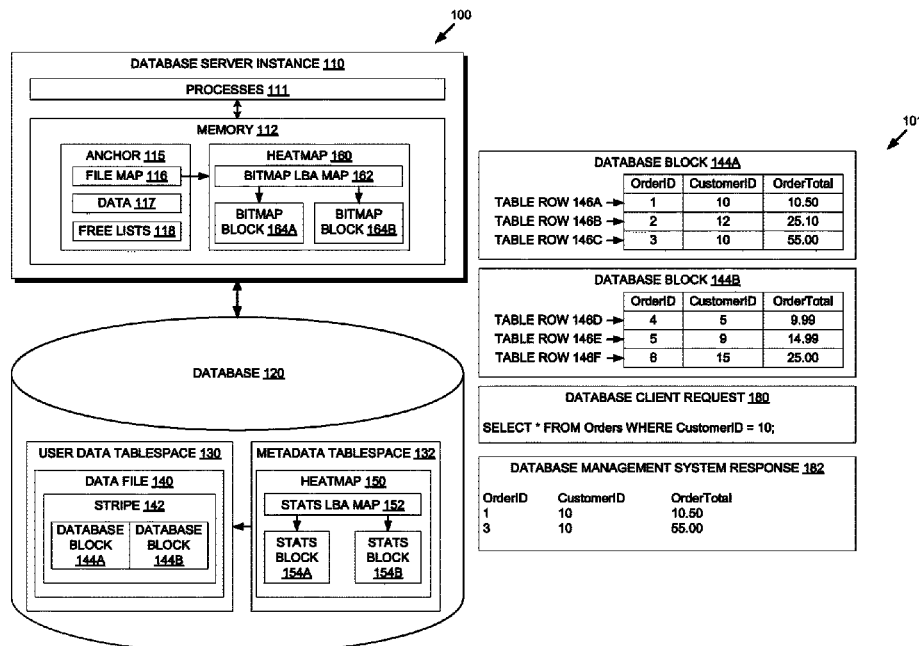 100
DATABASE SERVER INSTANCE 110
PROCESSES 111
MEMORY 112
ANCHOR 115
FILE MAP 116
DATA 117
FREE LISTS 118
HEATMAP 160
BITMAP LBA MAP 162
BITMAP
BLOCK 164A
BITMAP
BLOCK 164B
DATABASE 120
USER DATA TABLESPACE 130
DATA FILE 140
STRIPE 142
DATABASE
BLOCK
144A
DATABASE
BLOCK
144B
METADATA TABLESPACE 132
HEATMAP 150
STATS LBA MAP 152
STATS
BLOCK
154A
STATS
BLOCK
154B
101
DATABASE BLOCK 144A
OrderID CustomerID OrderTotal
TABLE ROW 146A 1 10 10.50
TABLE ROW 146B 2 12 25.10
TABLE ROW 146C 3 10 55.00
DATABASE BLOCK 144B
OrderID CustomerID OrderTotal
TABLE ROW 146D 4 5 9.99
TABLE ROW 146E 5 9 14.99
TABLE ROW 146F 6 15 25.00
DATABASE CLIENT REQUEST 180
SELECT * FROM Orders WHERE CustomerID = 10;
DATABASE MANAGEMENT SYSTEM RESPONSE 182
OrderID CustomerID OrderTotal
1 10 10.50
3 10 55.00